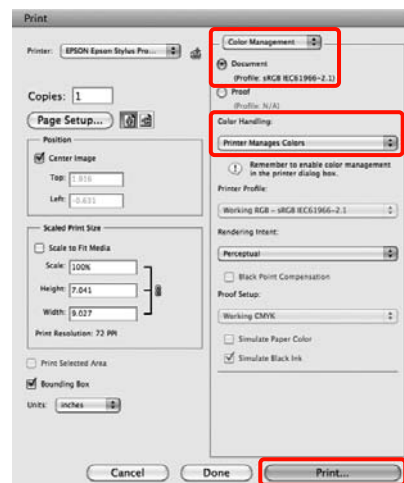 Print
Printer: EPSON Epson Stylus Pro...
Copies: 1
Page Setup...
Position
Center Image
Top: 1.916
Left: -0.631
Scaled Print Size
Scale to Fit Media
Scale: 100%
Height: 7.041
Width: 9.027
Print Resolution: 72 PPI
Print Selected Area
Bounding Box
Units: inches
Color Management
Document
(Profile: sRGB IEC61966-2.1)
Proof
(Profile: N/A)
Color Handling:
Printer Manages Colors
Remember to enable color management
in the printer dialog box.
Printer Profile:
Working RGB - sRGB IEC61966-2.1
Rendering Intent:
Perceptual
Black Point Compensation
Proof Setup:
Working CMYK
Simulate Paper Color
Simulate Black Ink
Cancel
Done
Print...